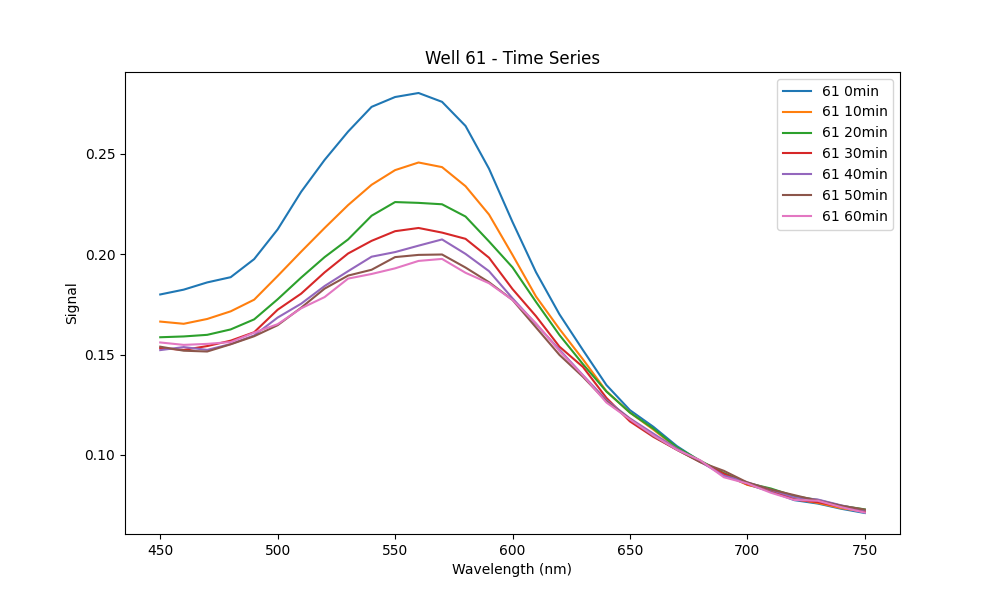 Well 61 - Time Series
61 0min
61 10min
61 20min
61 30min
61 40min
61 50min
61 60min
Signal
0.25
0.20
0.15
0.10
450 500 550 600 650 700 750
Wavelength (nm)